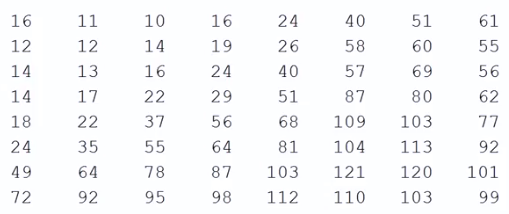 16 11 10 16 24 40 51 61
12 12 14 19 26 58 60 55
14 13 16 24 40 57 69 56
14 17 22 29 51 87 80 62
18 22 37 56 68 109 103 77
24 35 55 64 81 104 113 92
49 64 78 87 103 121 120 101
72 92 95 98 112 110 103 99